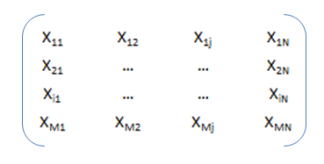 X₁₁ X₁₂ X₁ⱼ X₁N
X₂₁ ... ... X₂N
Xᵢ₁ ... ... XᵢN
XM₁ XM₂ XMⱼ XMN